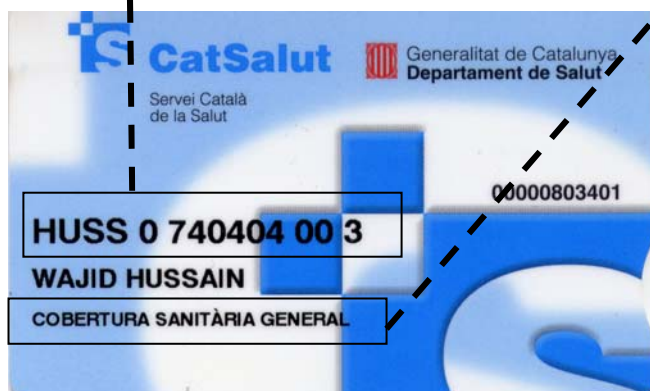 CatSalut
Servei Català
de la Salut
Generalitat de Catalunya
Departament de Salut
00000803401
HUSS 0 740404 00 3
WAJID HUSSAIN
COBERTURA SANITÀRIA GENERAL